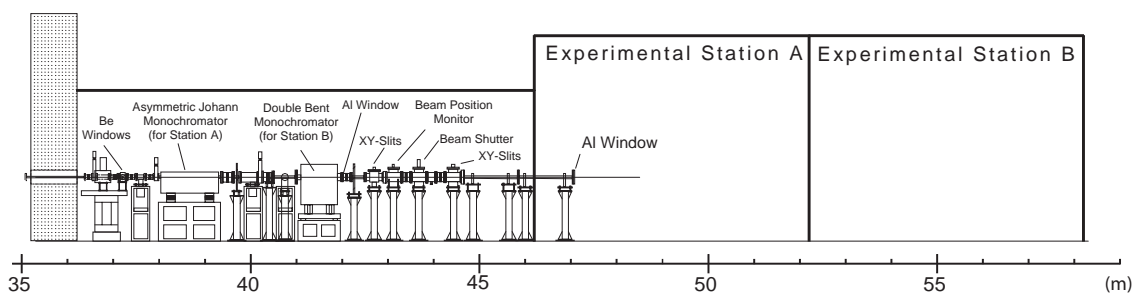 Experimental Station A
Experimental Station B
Asymmetric Johann
Monochromator
(for Station A)
Double Bent
Monochromator
(for Station B)
Al Window
Beam Position
Monitor
Be
Windows
XY-Slits
Beam Shutter
XY-Slits
Al Window
35
40
45
50
55
(m)